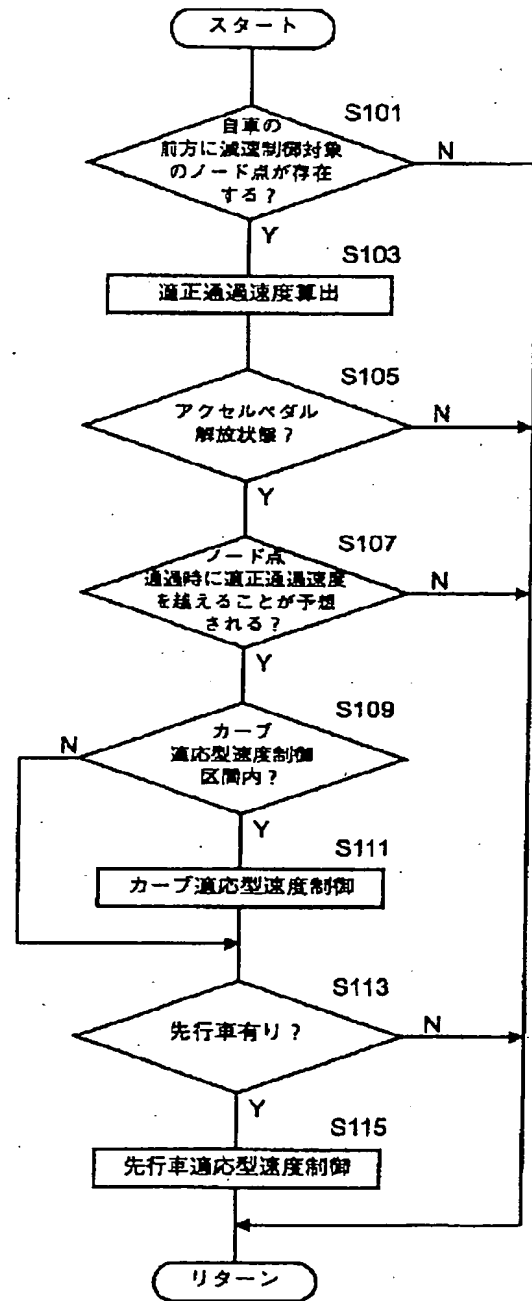 スタート
S101
自車の
前方に減速制御対象
のノード点が存在
する？
N
Y
S103
適正通過速度算出
S105
アクセルペダル
解放状態？
N
Y
S107
ノード点
通過時に適正通過速度
を越えることが予想
される？
N
Y
S109
カーブ
適応型速度制御
区間内？
N
Y
S111
カーブ適応型速度制御
S113
先行車有り？
N
Y
S115
先行車適応型速度制御
リターン